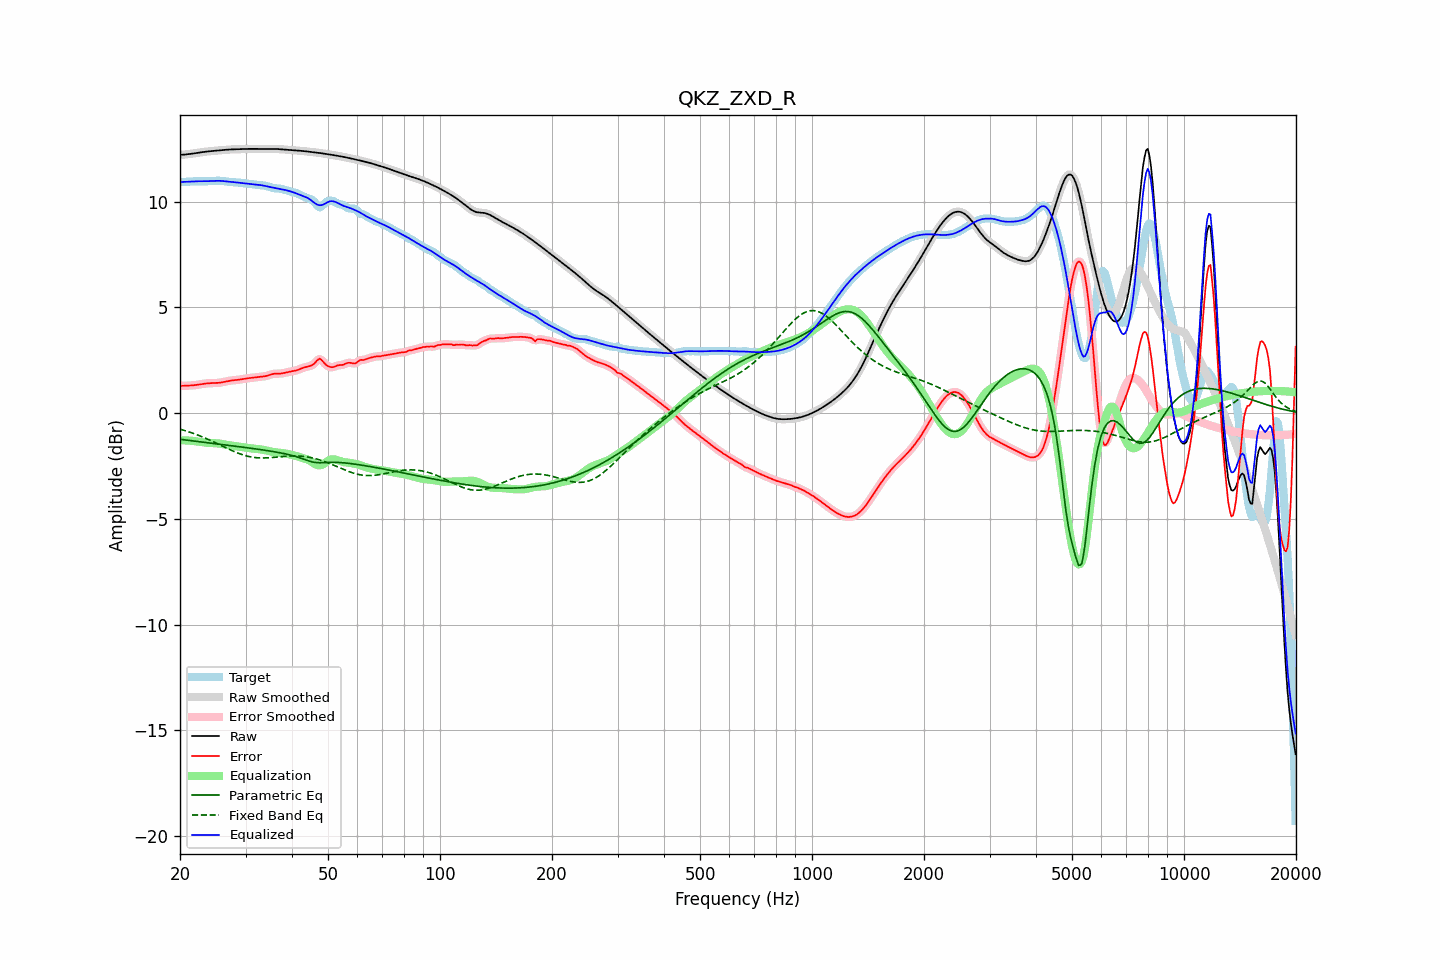 QKZ_ZXD_R
Amplitude (dBr)
10
5
0
−5
−10
−15
−20
Target
Raw Smoothed
Error Smoothed
Raw
Error
Equalization
Parametric Eq
Fixed Band Eq
Equalized
20 50 100 200 500 1000 2000 5000 10000 20000
Frequency (Hz)